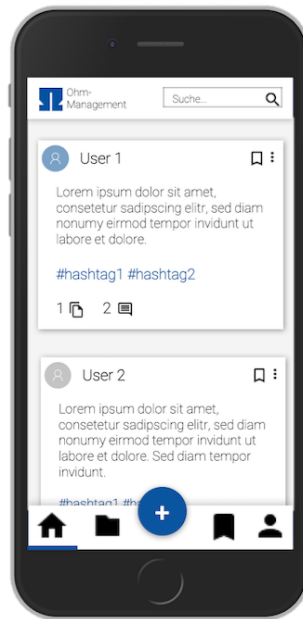 Ohm-
Management
Suche...
User 1
Lorem ipsum dolor sit amet,
consetetur sadipscing elitr, sed diam
nonumy eirmod tempor invidunt ut
labore et dolore.
#hashtag1 #hashtag2
1 2
User 2
Lorem ipsum dolor sit amet,
consetetur sadipscing elitr, sed diam
nonumy eirmod tempor invidunt ut
labore et dolore. Sed diam tempor
invidunt.
#hashtag1
+